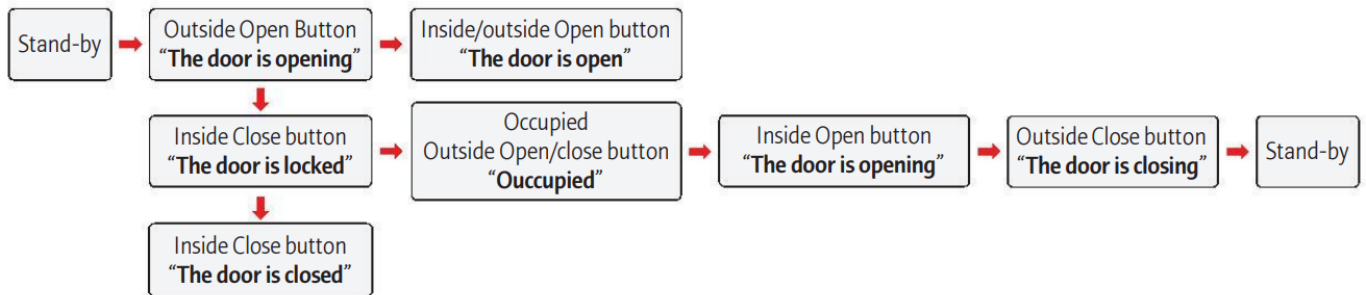 Stand-by
Outside Open Button
“The door is opening”
Inside/outside Open button
“The door is open”
Inside Close button
“The door is locked”
Occupied
Outside Open/close button
“Ouccupied”
Inside Open button
“The door is opening”
Outside Close button
“The door is closing”
Stand-by
Inside Close button
“The door is closed”